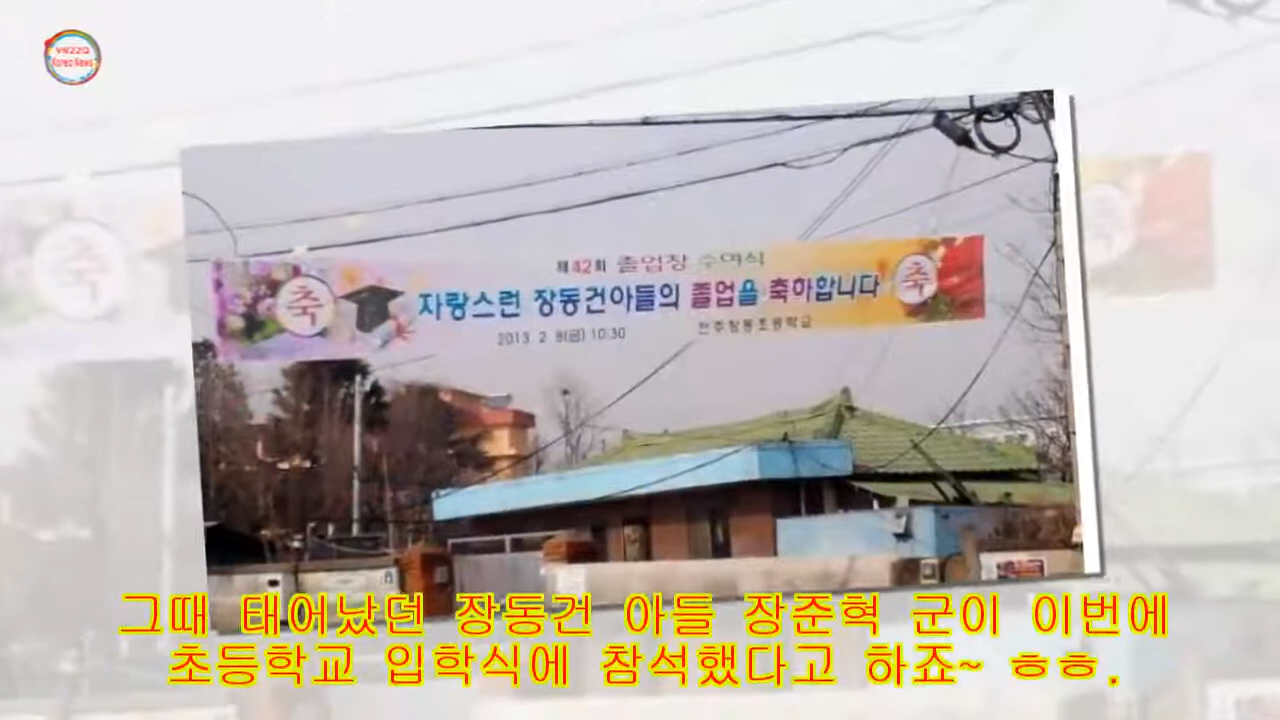 VN22Q
Korea News
제42회 졸업장 수여식
축
자랑스런 장동건아들의 졸업을 축하합니다
축
2013. 2. 8(금) 10:30
그때 태어났던 장동건 아들 장준혁 군이 이번에
초등학교 입학식에 참석했다고 하죠~ ㅎㅎ.